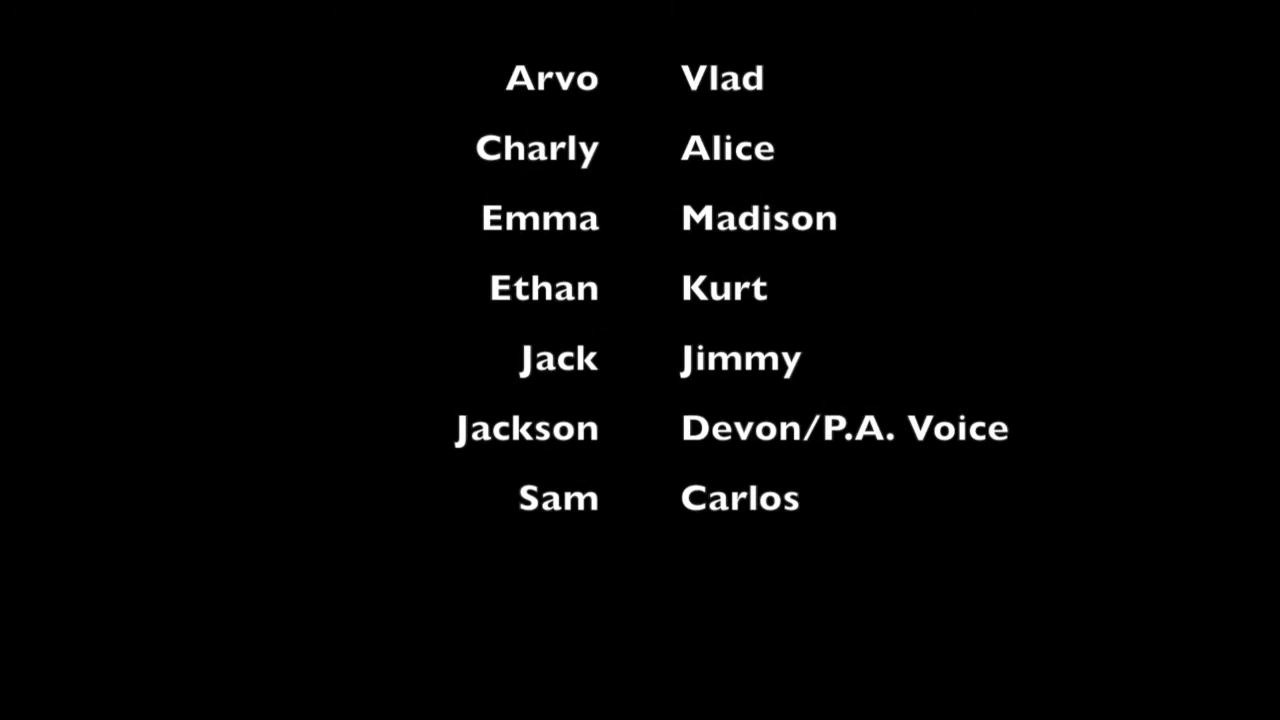 Arvo Vlad
Charly Alice
Emma Madison
Ethan Kurt
Jack Jimmy
Jackson Devon/P.A. Voice
Sam Carlos